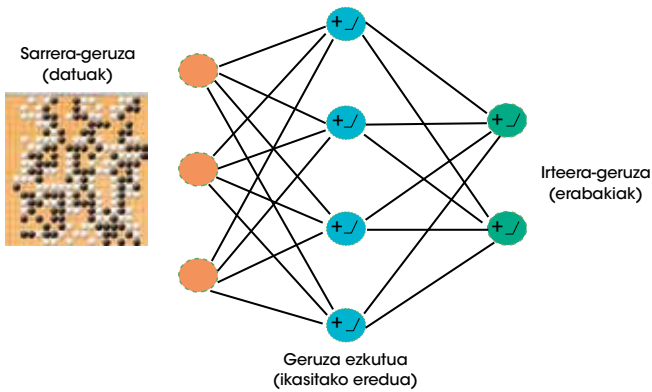 Sarrera-geruza
(datuak)
+
+
+
+
+
+
Irteera-geruza
(erabakiak)
Geruza ezkutua
(ikasitako eredua)